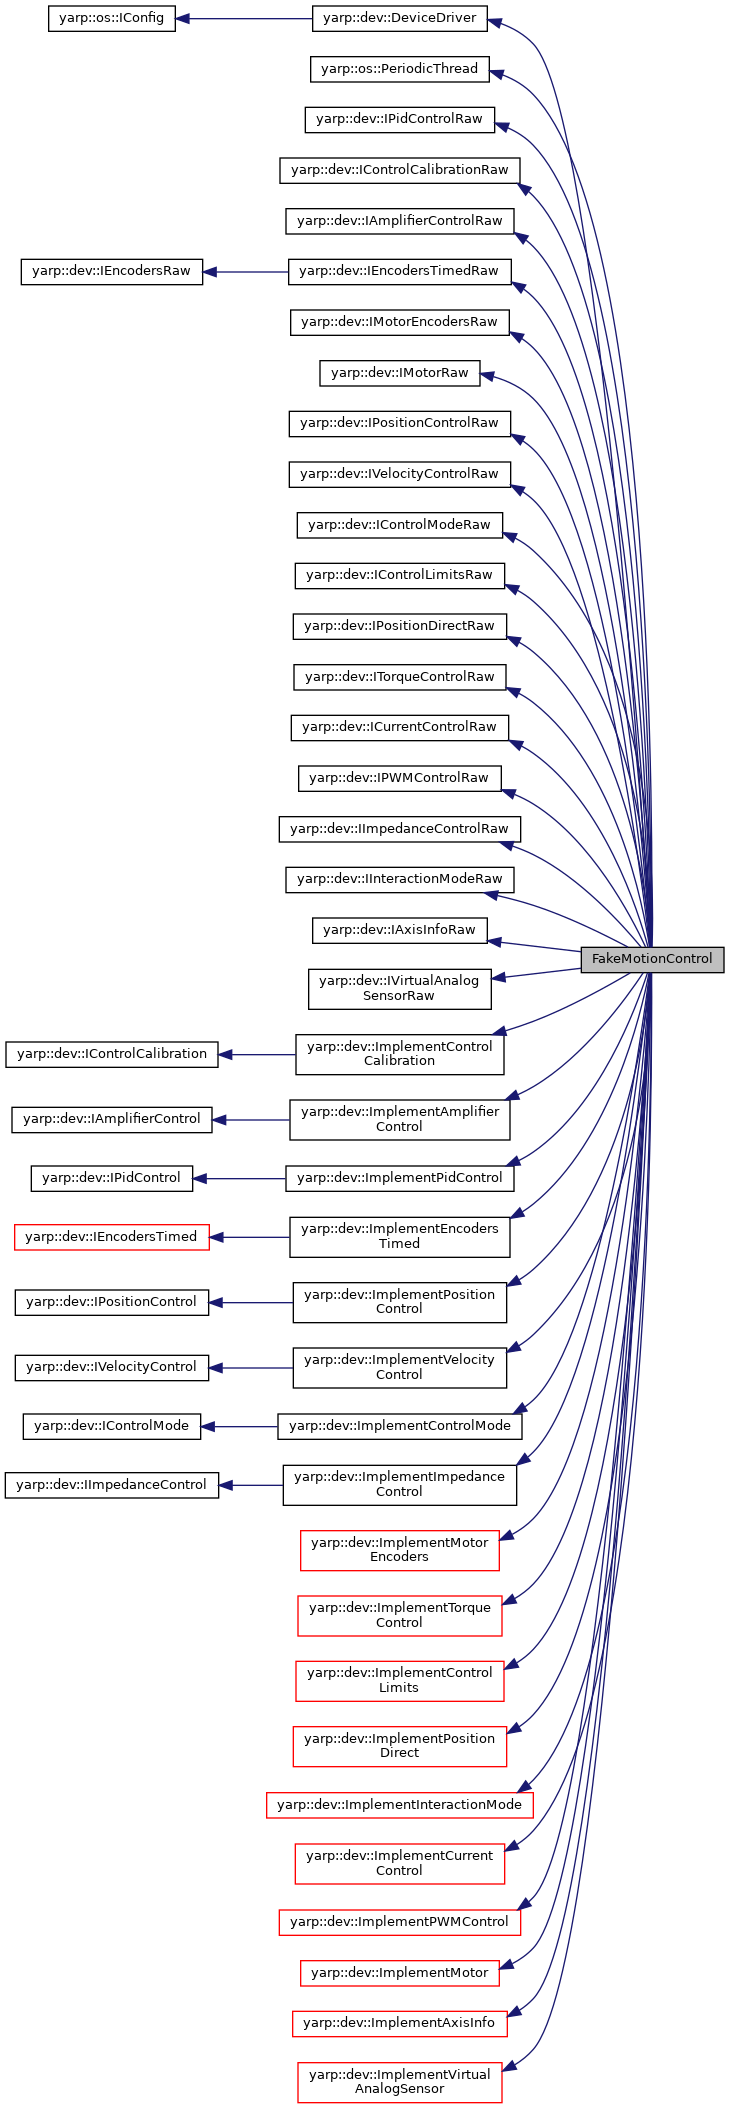 yarp::os::IConfig
yarp::dev::DeviceDriver
yarp::os::PeriodicThread
yarp::dev::IPidControlRaw
yarp::dev::IControlCalibrationRaw
yarp::dev::IAmplifierControlRaw
yarp::dev::IEncodersRaw
yarp::dev::IEncodersTimedRaw
yarp::dev::IMotorEncodersRaw
yarp::dev::IMotorRaw
yarp::dev::IPositionControlRaw
yarp::dev::IVelocityControlRaw
yarp::dev::IControlModeRaw
yarp::dev::IControlLimitsRaw
yarp::dev::IPositionDirectRaw
yarp::dev::ITorqueControlRaw
yarp::dev::ICurrentControlRaw
yarp::dev::IPWMControlRaw
yarp::dev::IImpedanceControlRaw
yarp::dev::IInteractionModeRaw
yarp::dev::IAxisInfoRaw
FakeMotionControl
yarp::dev::IVirtualAnalog
SensorRaw
yarp::dev::IControlCalibration
yarp::dev::ImplementControl
Calibration
yarp::dev::IAmplifierControl
yarp::dev::ImplementAmplifier
Control
yarp::dev::IPidControl
yarp::dev::ImplementPidControl
yarp::dev::IEncodersTimed
yarp::dev::ImplementEncoders
Timed
yarp::dev::IPositionControl
yarp::dev::ImplementPosition
Control
yarp::dev::IVelocityControl
yarp::dev::ImplementVelocity
Control
yarp::dev::IControlMode
yarp::dev::ImplementControlMode
yarp::dev::IImpedanceControl
yarp::dev::ImplementImpedance
Control
yarp::dev::ImplementMotor
Encoders
yarp::dev::ImplementTorque
Control
yarp::dev::ImplementControl
Limits
yarp::dev::ImplementPosition
Direct
yarp::dev::ImplementInteractionMode
yarp::dev::ImplementCurrent
Control
yarp::dev::ImplementPWMControl
yarp::dev::ImplementMotor
yarp::dev::ImplementAxisInfo
yarp::dev::ImplementVirtual
AnalogSensor